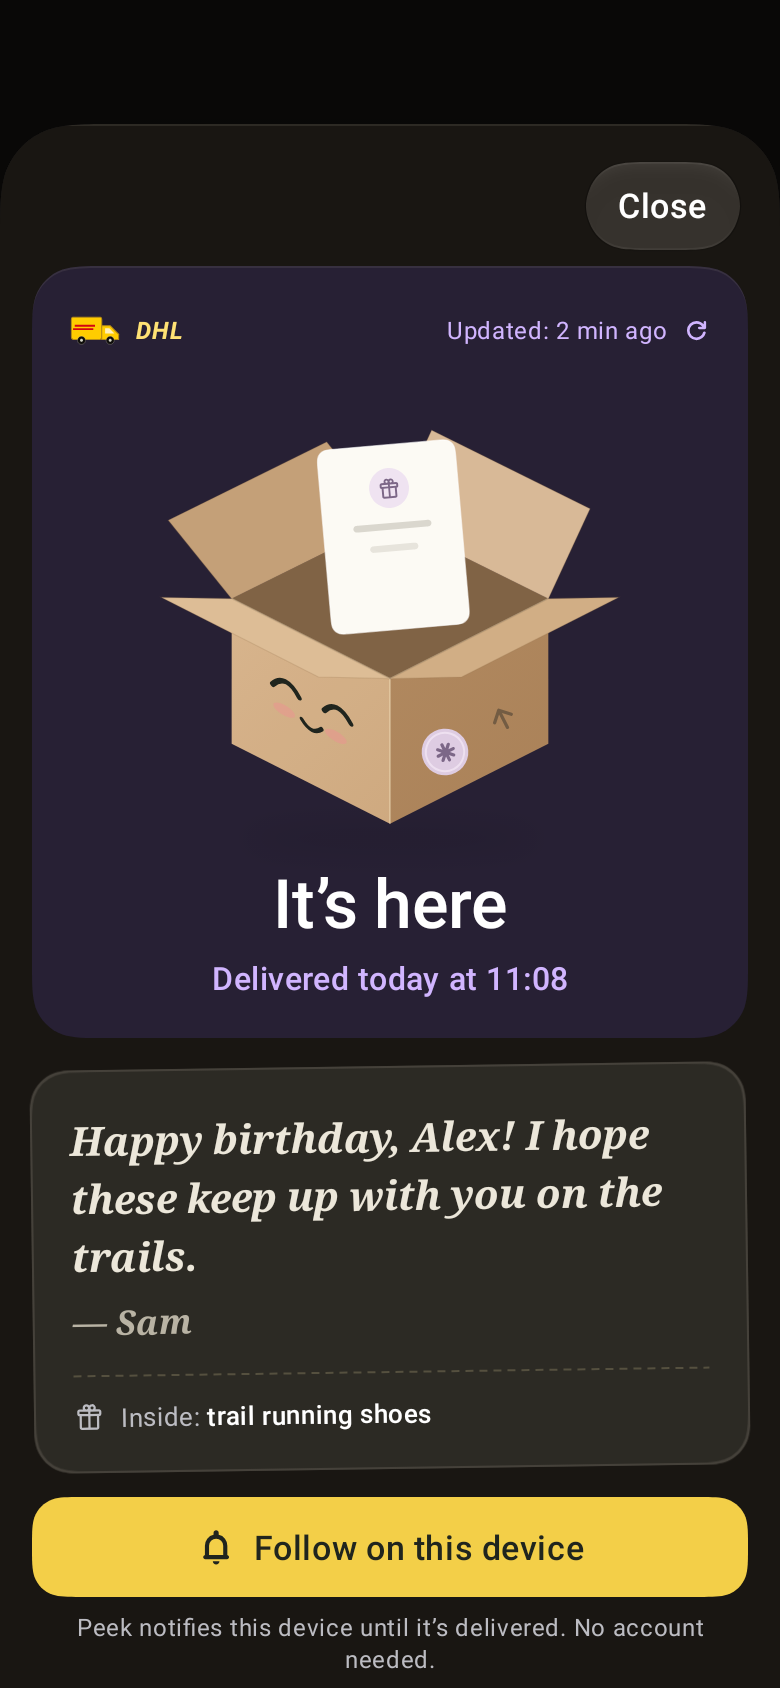 Close
DHL
Updated: 2 min ago
It’s here
Delivered today at 11:08
Happy birthday, Alex! I hope
these keep up with you on the
trails.
— Sam
Inside: trail running shoes
Follow on this device
Peek notifies this device until it’s delivered. No account
needed.